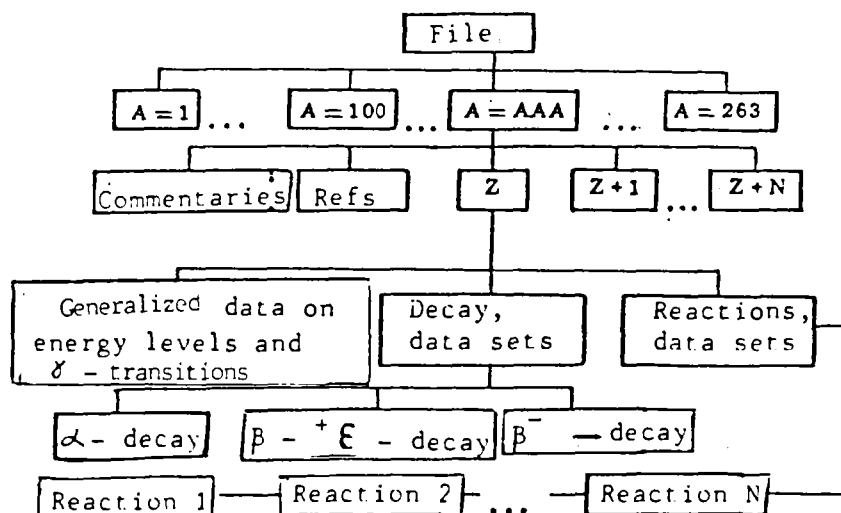 File
A = 1 ... A = 100 ... A = AAA ... A = 263
Commentaries Refs Z Z + 1 ... Z + N
Generalized data on
energy levels and
γ - transitions
Decay,
data sets
Reactions,
data sets
α - decay β - + ε - decay β⁻ - decay
Reaction 1 Reaction 2 ... Reaction N